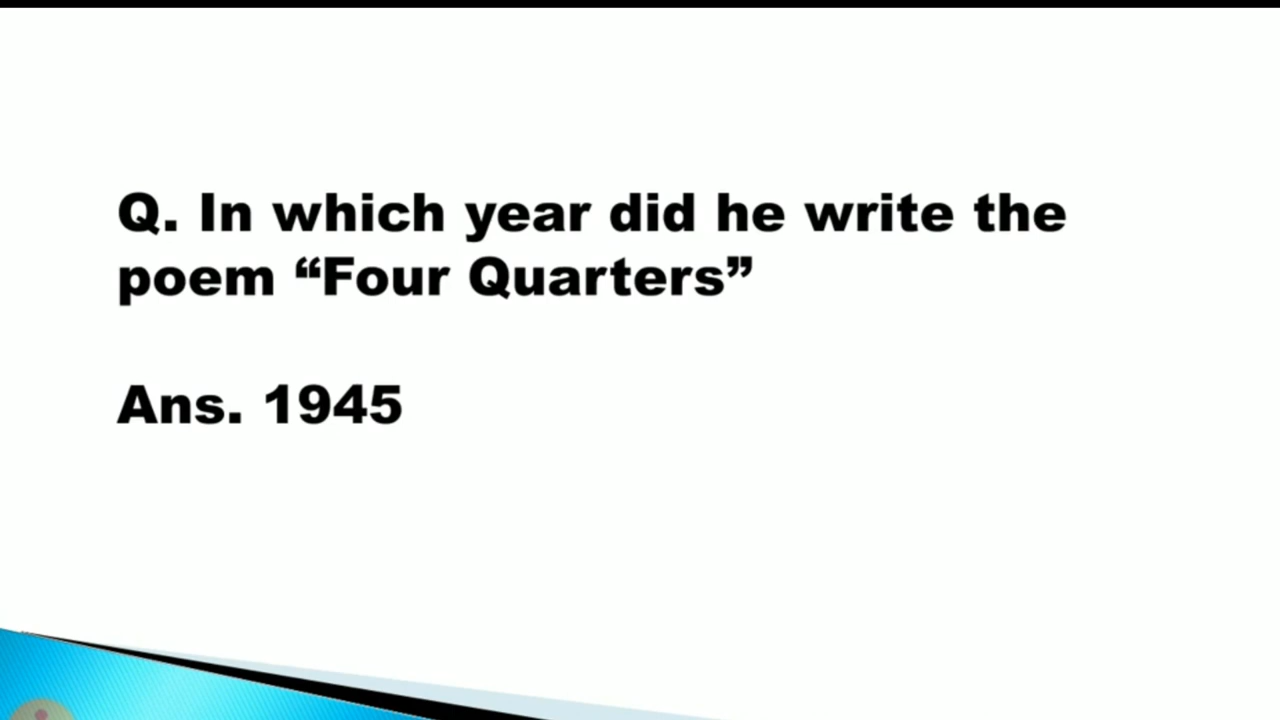 Q. In which year did he write the
poem “Four Quarters”
Ans. 1945